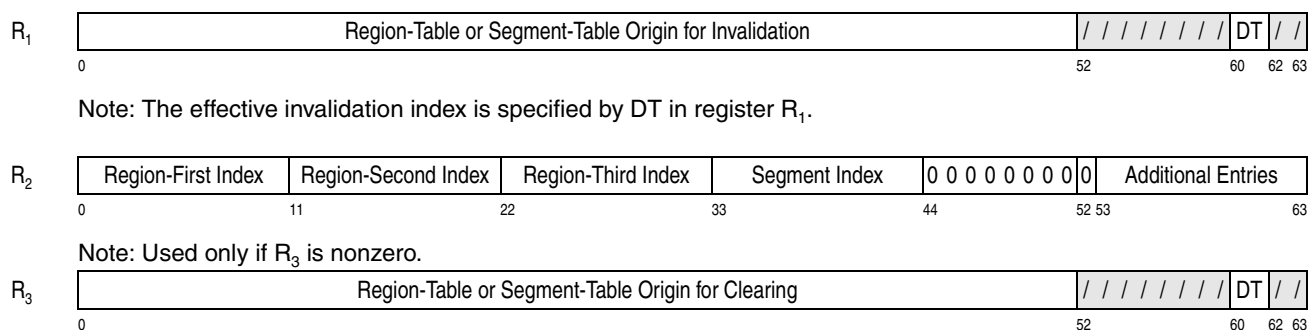 R1 Region-Table or Segment-Table Origin for Invalidation / / / / / / / / DT / /
0 52 60 62 63
Note: The effective invalidation index is specified by DT in register R1.
R2 Region-First Index Region-Second Index Region-Third Index Segment Index 0 0 0 0 0 0 0 0 0 Additional Entries
0 11 22 33 44 52 53 63
Note: Used only if R3 is nonzero.
R3 Region-Table or Segment-Table Origin for Clearing / / / / / / / / DT / /
0 52 60 62 63